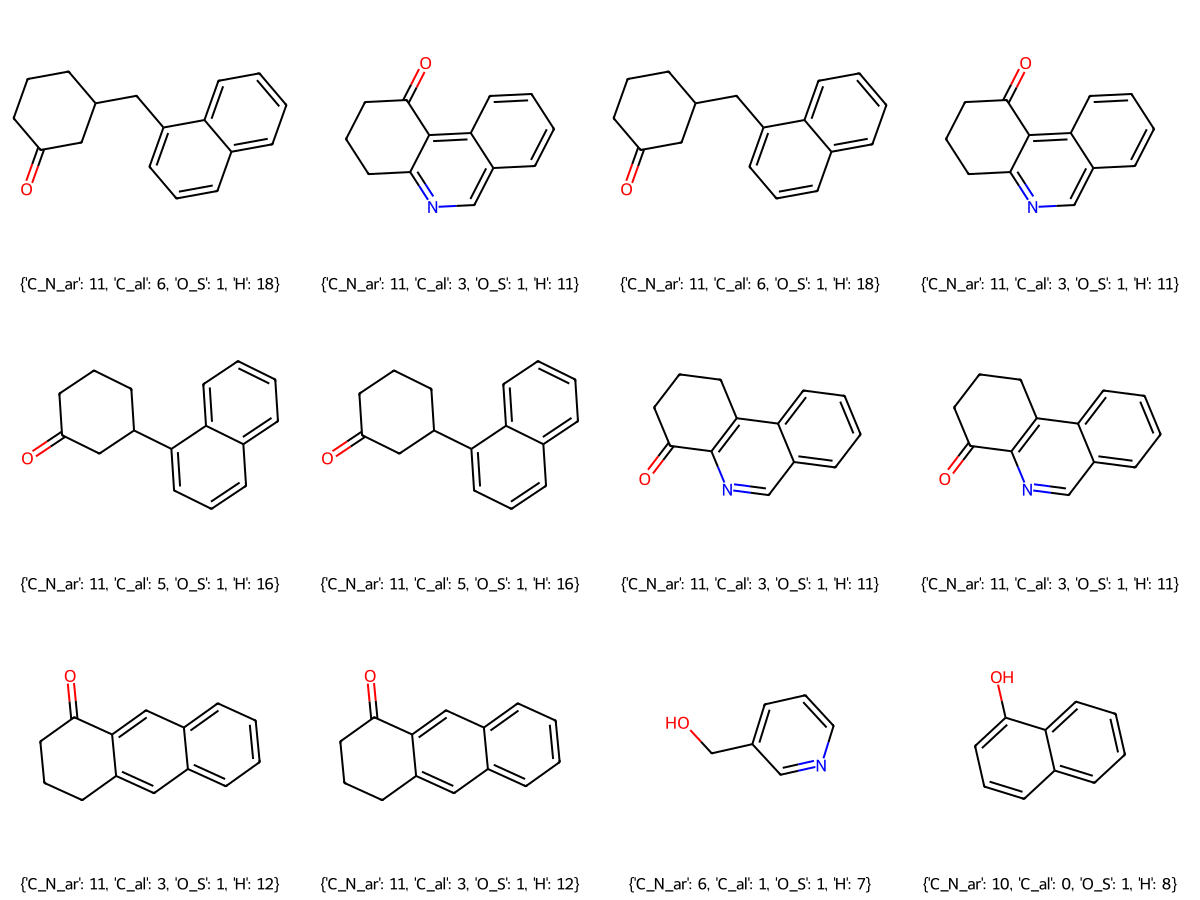 O
O
O
N
O
N
{'C_N_ar': 11, 'C_al': 6, 'O_S': 1, 'H': 18}
{'C_N_ar': 11, 'C_al': 3, 'O_S': 1, 'H': 11}
{'C_N_ar': 11, 'C_al': 6, 'O_S': 1, 'H': 18}
{'C_N_ar': 11, 'C_al': 3, 'O_S': 1, 'H': 11}
O
O
O
N
O
N
{'C_N_ar': 11, 'C_al': 5, 'O_S': 1, 'H': 16}
{'C_N_ar': 11, 'C_al': 5, 'O_S': 1, 'H': 16}
{'C_N_ar': 11, 'C_al': 3, 'O_S': 1, 'H': 11}
{'C_N_ar': 11, 'C_al': 3, 'O_S': 1, 'H': 11}
O
O
HO
N
OH
{'C_N_ar': 11, 'C_al': 3, 'O_S': 1, 'H': 12}
{'C_N_ar': 11, 'C_al': 3, 'O_S': 1, 'H': 12}
{'C_N_ar': 6, 'C_al': 1, 'O_S': 1, 'H': 7}
{'C_N_ar': 10, 'C_al': 0, 'O_S': 1, 'H': 8}